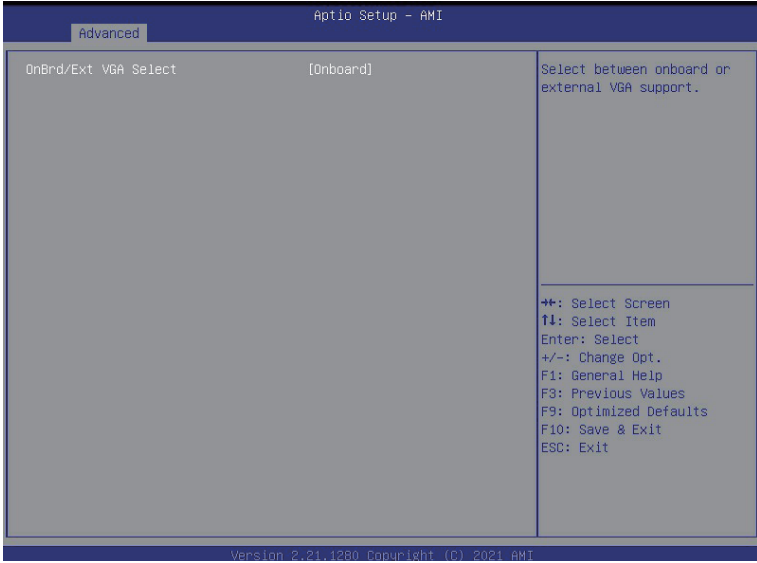 Aptio Setup – AMI
Advanced
OnBrd/Ext VGA Select [Onboard]
Select between onboard or
external VGA support.
→←: Select Screen
↑↓: Select Item
Enter: Select
+/-: Change Opt.
F1: General Help
F3: Previous Values
F9: Optimized Defaults
F10: Save & Exit
ESC: Exit
Version 2.21.1280 Copyright (C) 2021 AMI